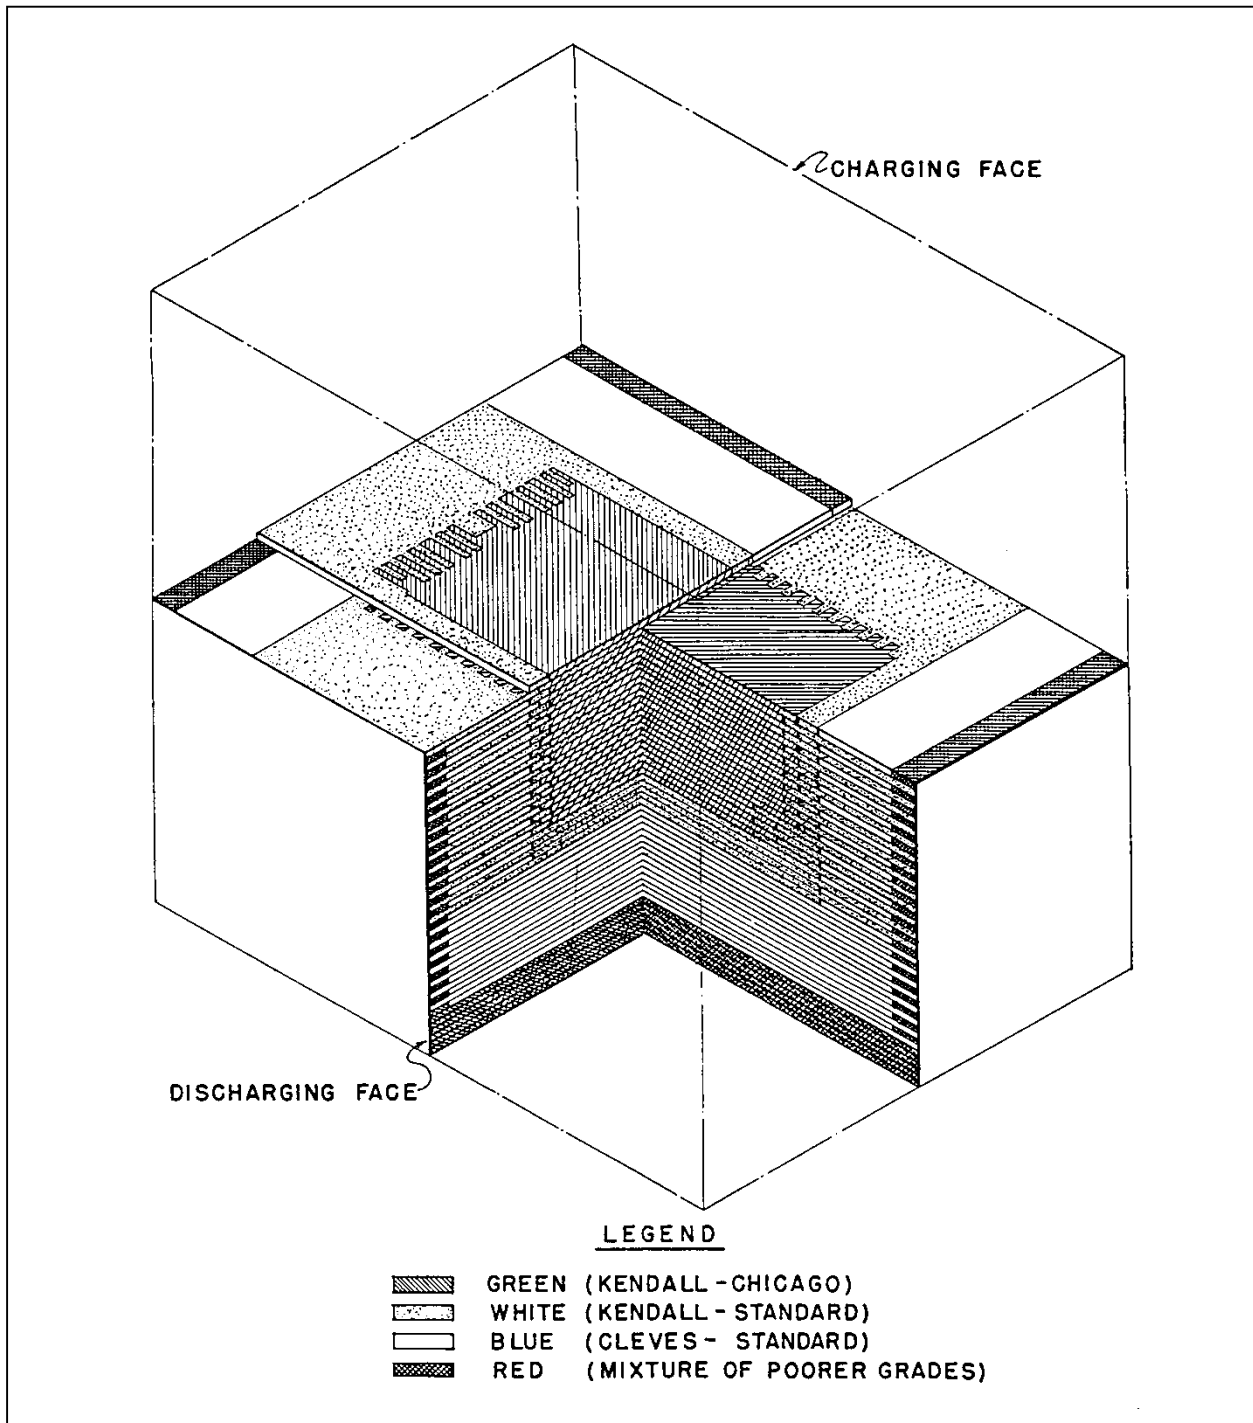 CHARGING FACE
DISCHARGING FACE
LEGEND
GREEN (KENDALL-CHICAGO)
WHITE (KENDALL-STANDARD)
BLUE (CLEVES-STANDARD)
RED (MIXTURE OF POORER GRADES)